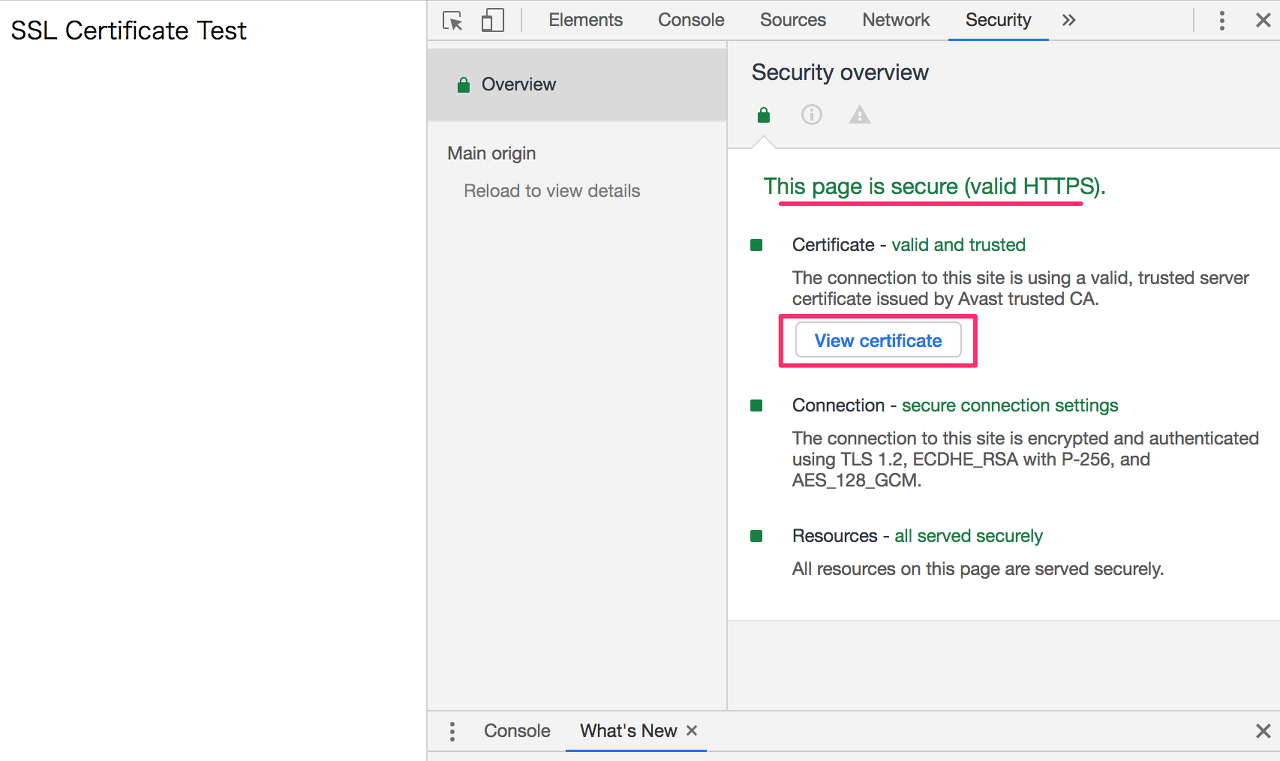 SSL Certificate Test
Elements Console Sources Network Security
Overview
Main origin
Reload to view details
Security overview
This page is secure (valid HTTPS).
Certificate - valid and trusted
The connection to this site is using a valid, trusted server
certificate issued by Avast trusted CA.
View certificate
Connection - secure connection settings
The connection to this site is encrypted and authenticated
using TLS 1.2, ECDHE_RSA with P-256, and
AES_128_GCM.
Resources - all served securely
All resources on this page are served securely.
Console What's New